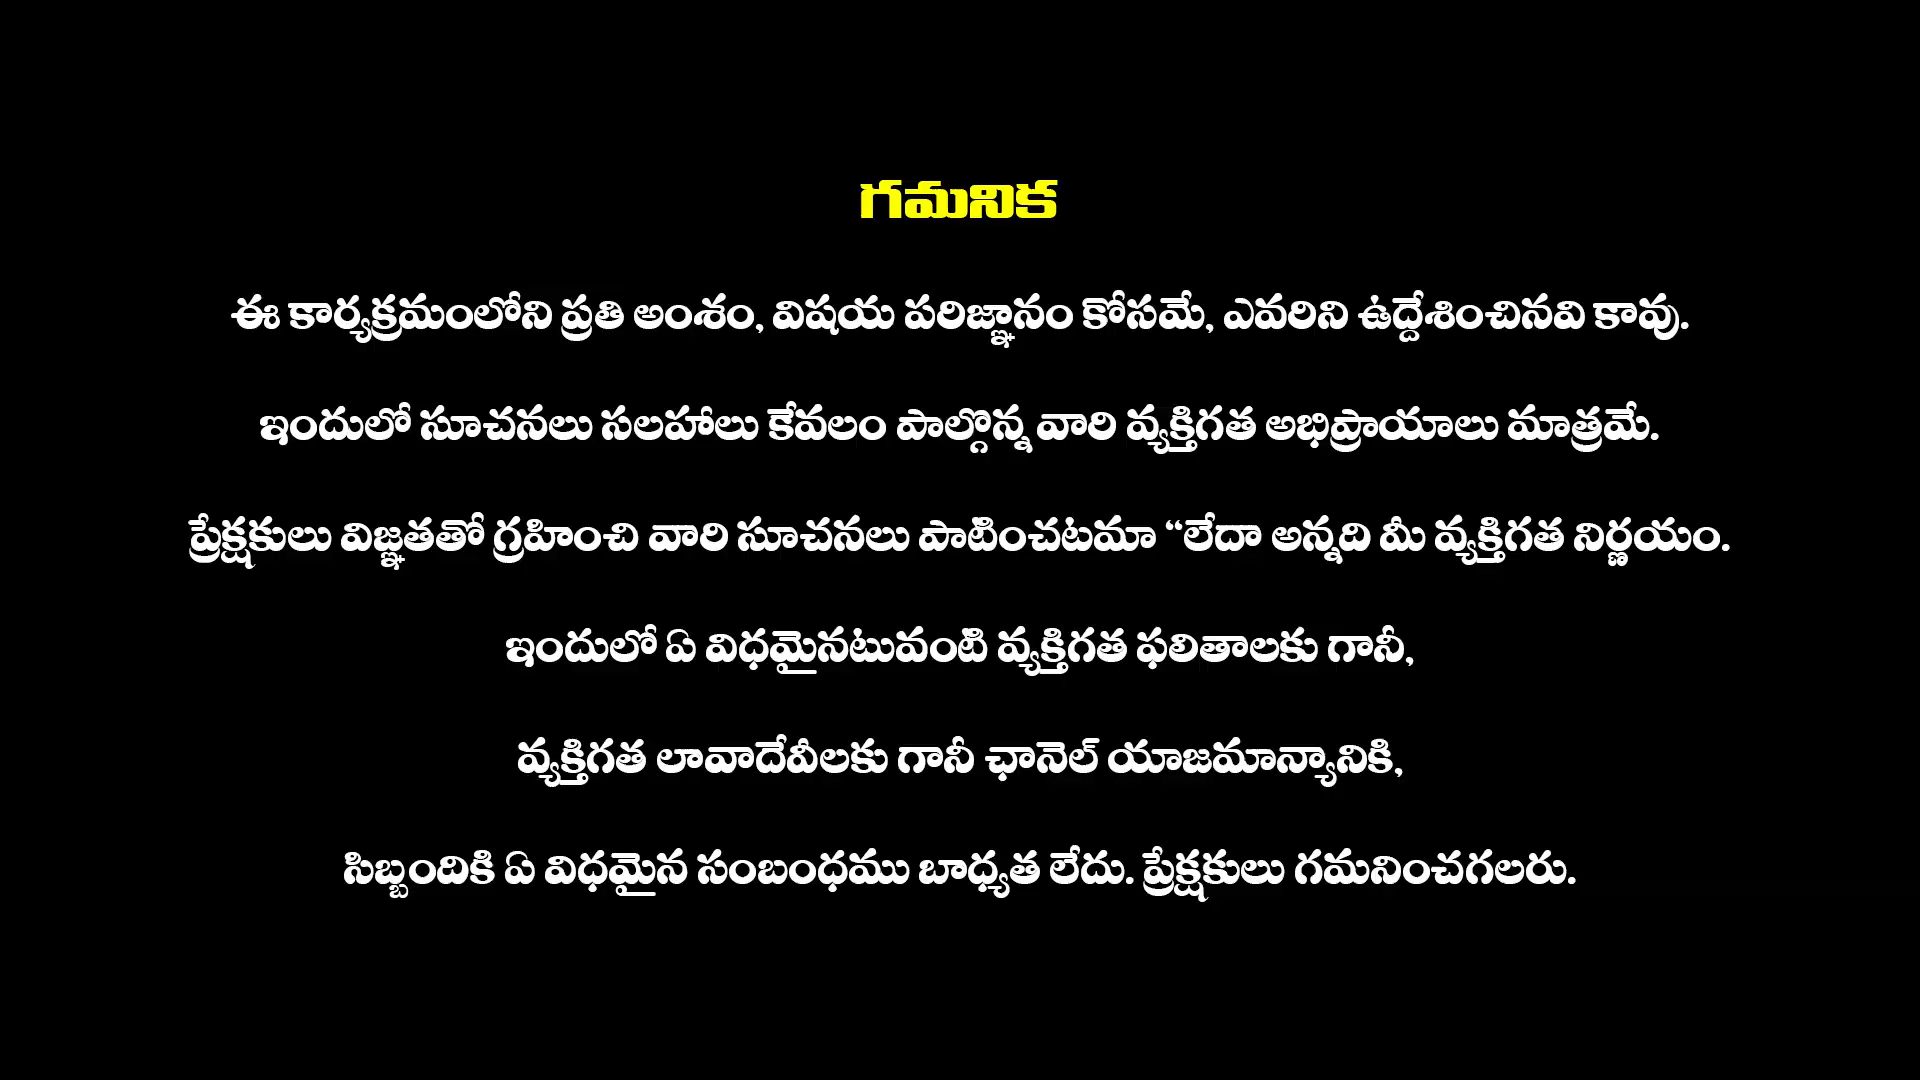 గమనిక
ఈ కార్యక్రమంలోని ప్రతి అంశం, విషయ పరిజ్ఞానం కోసమే, ఎవరిని ఉద్దేశించినవి కావు.
ఇందులో సూచనలు సలహాలు కేవలం పాల్గొన్న వారి వ్యక్తిగత అభిప్రాయాలు మాత్రమే.
ప్రేక్షకులు విజ్ఞతతో గ్రహించి వారి సూచనలు పాటించటమా “లేదా అన్నది మీ వ్యక్తిగత నిర్ణయం.
ఇందులో ఏ విధమైనటువంటి వ్యక్తిగత ఫలితాలకు గానీ,
వ్యక్తిగత లావాదేవీలకు గానీ ఛానెల్ యాజమాన్యానికి,
సిబ్బందికి ఏ విధమైన సంబంధము బాధ్యత లేదు. ప్రేక్షకులు గమనించగలరు.